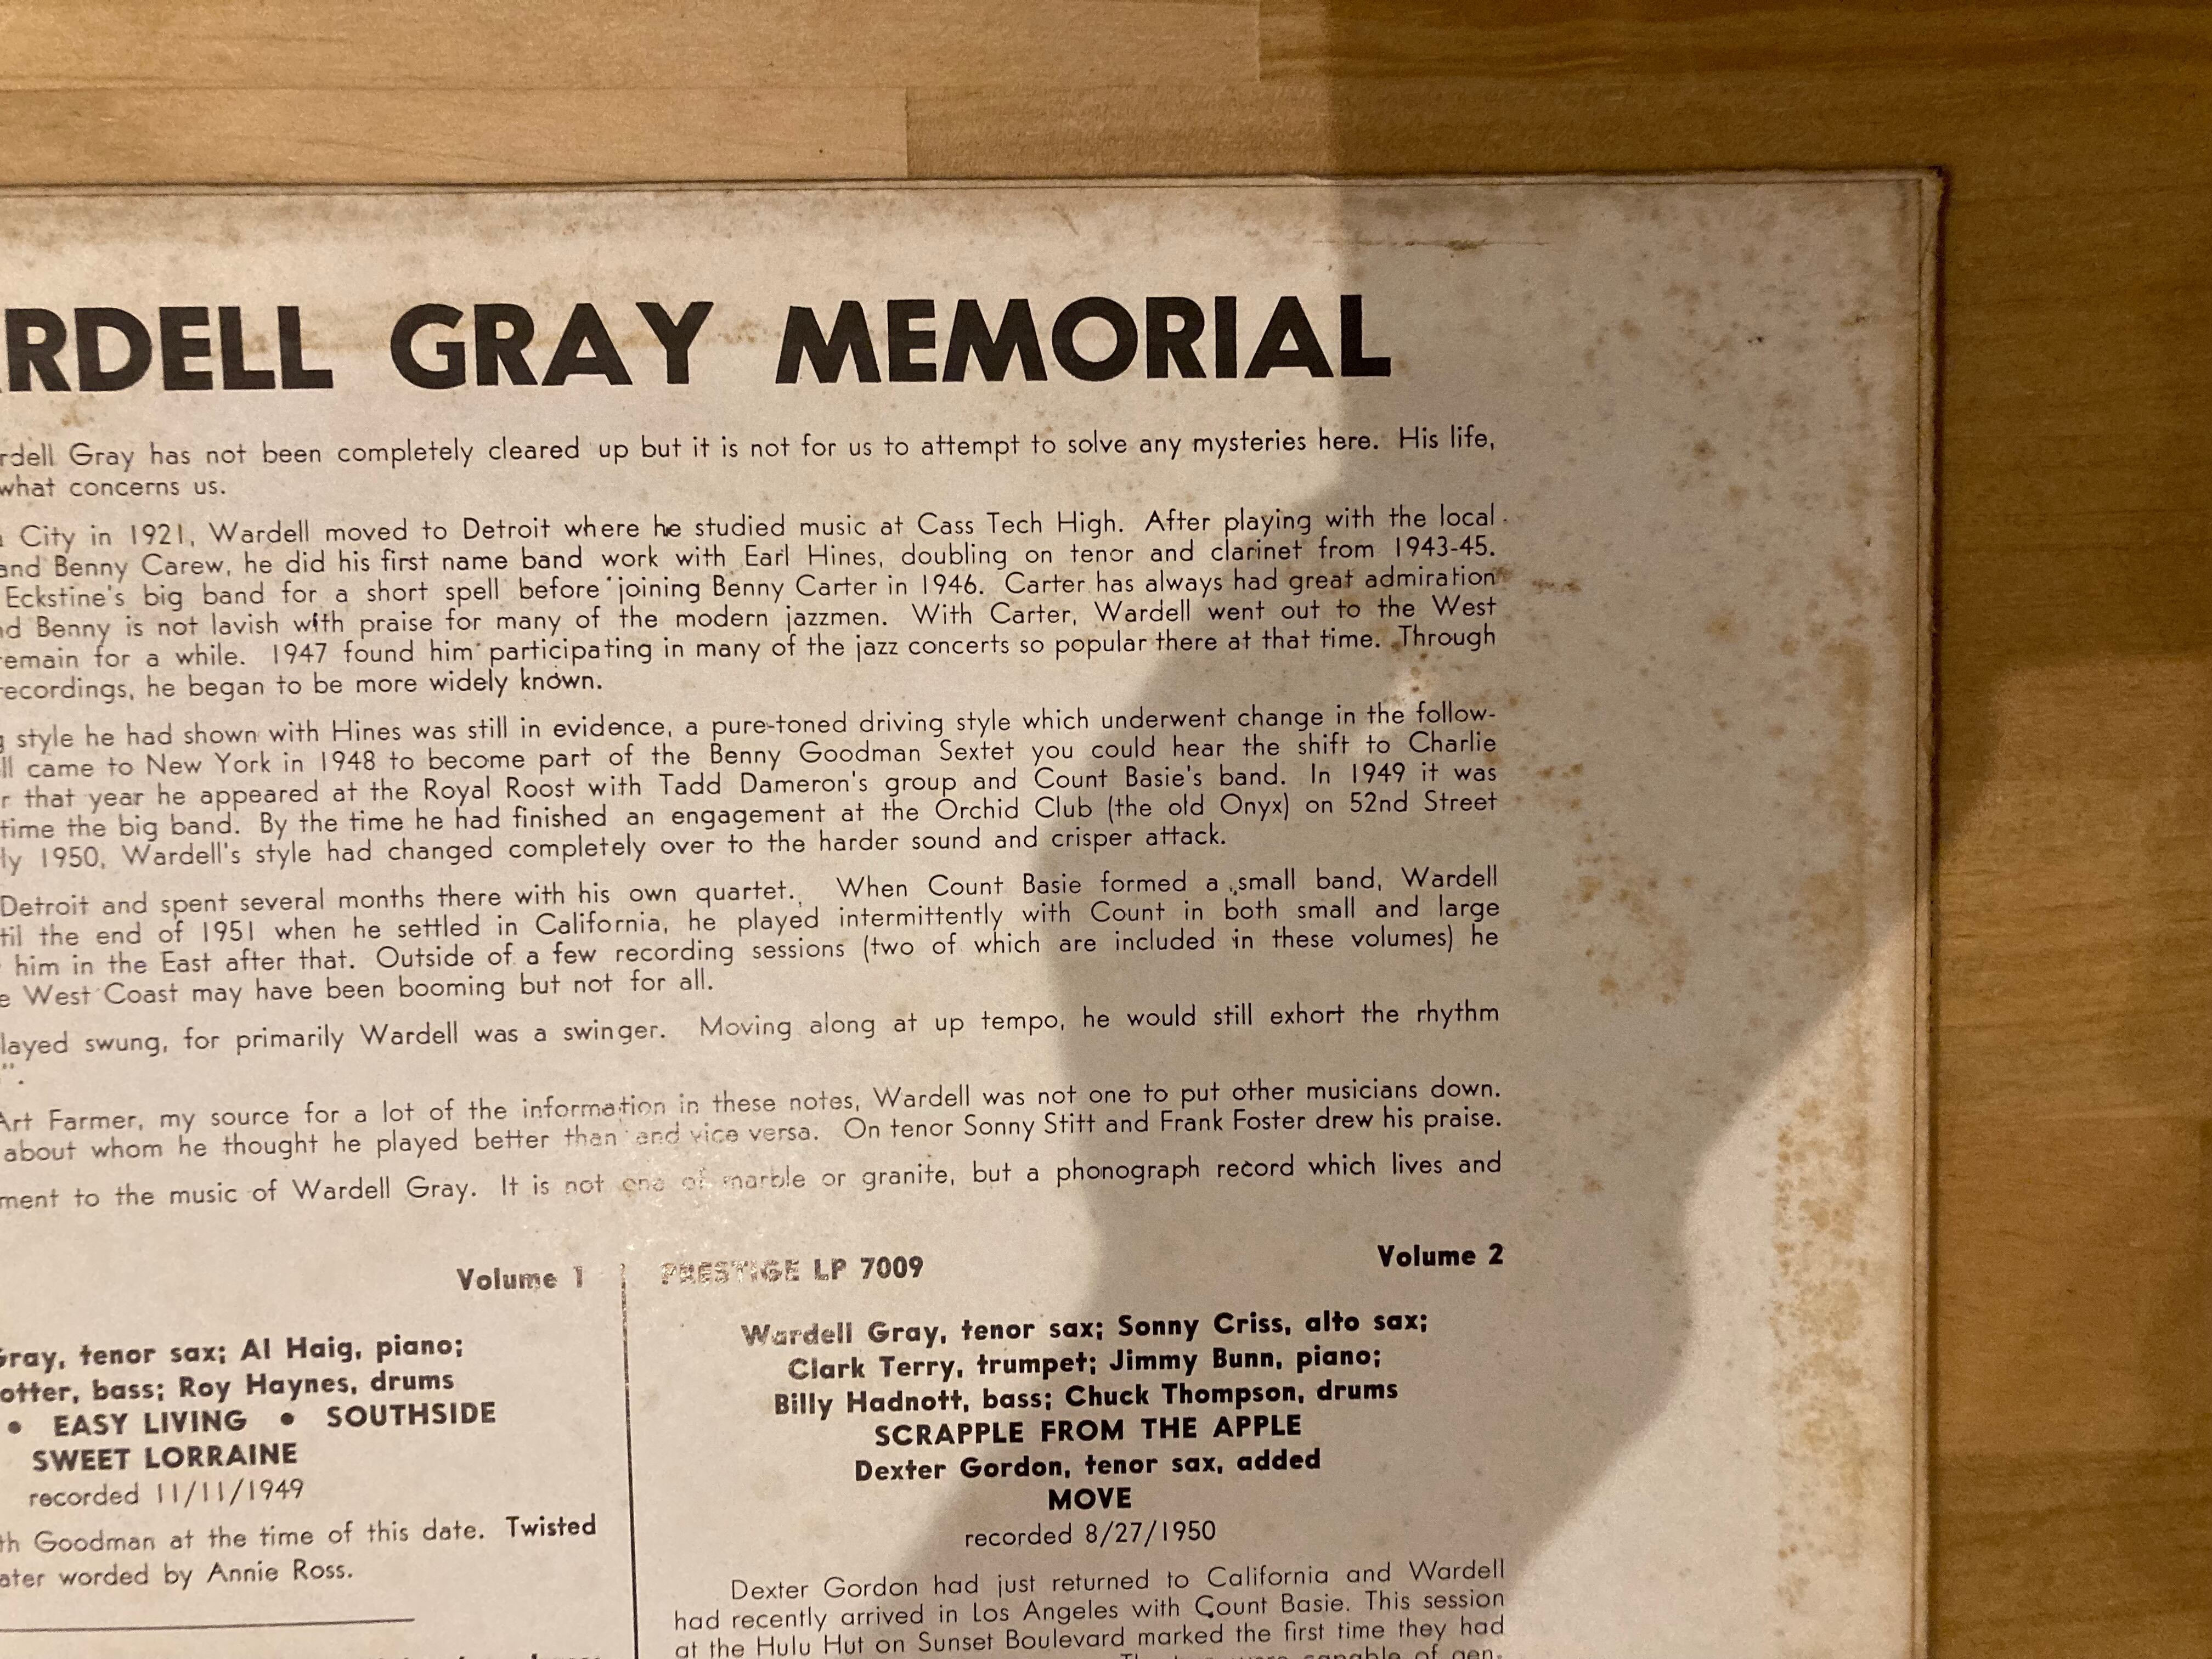 RDELL GRAY MEMORIAL
rdell Gray has not been completely cleared up but it is not for us to attempt to solve any mysteries here. His life,
what concerns us.
City in 1921, Wardell moved to Detroit where he studied music at Cass Tech High. After playing with the local
and Benny Carew, he did his first name band work with Earl Hines, doubling on tenor and clarinet from 1943-45.
Eckstine's big band for a short spell before joining Benny Carter in 1946. Carter has always had great admiration
nd Benny is not lavish with praise for many of the modern jazzmen. With Carter, Wardell went out to the West
remain for a while. 1947 found him participating in many of the jazz concerts so popular there at that time. Through
recordings, he began to be more widely known.
g style he had shown with Hines was still in evidence, a pure-toned driving style which underwent change in the follow-
ll came to New York in 1948 to become part of the Benny Goodman Sextet you could hear the shift to Charlie
r that year he appeared at the Royal Roost with Tadd Dameron's group and Count Basie's band. In 1949 it was
time the big band. By the time he had finished an engagement at the Orchid Club (the old Onyx) on 52nd Street
ly 1950, Wardell's style had changed completely over to the harder sound and crisper attack.
Detroit and spent several months there with his own quartet. When Count Basie formed a small band, Wardell
til the end of 1951 when he settled in California, he played intermittently with Count in both small and large
him in the East after that. Outside of a few recording sessions (two of which are included in these volumes) he
e West Coast may have been booming but not for all.
layed swung, for primarily Wardell was a swinger. Moving along at up tempo, he would still exhort the rhythm
".
Art Farmer, my source for a lot of the information in these notes, Wardell was not one to put other musicians down.
about whom he thought he played better than and vice versa. On tenor Sonny Stitt and Frank Foster drew his praise.
ment to the music of Wardell Gray. It is not one of marble or granite, but a phonograph record which lives and
Volume 1
Gray, tenor sax; Al Haig, piano;
otter, bass; Roy Haynes, drums
• EASY LIVING • SOUTHSIDE
SWEET LORRAINE
recorded 11/11/1949
th Goodman at the time of this date. Twisted
ater worded by Annie Ross.
PRESTIGE LP 7009 Volume 2
Wardell Gray, tenor sax; Sonny Criss, alto sax;
Clark Terry, trumpet; Jimmy Bunn, piano;
Billy Hadnott, bass; Chuck Thompson, drums
SCRAPPLE FROM THE APPLE
Dexter Gordon, tenor sax, added
MOVE
recorded 8/27/1950
Dexter Gordon had just returned to California and Wardell
had recently arrived in Los Angeles with Count Basie. This session
at the Hulu Hut on Sunset Boulevard marked the first time they had
capable of gen-